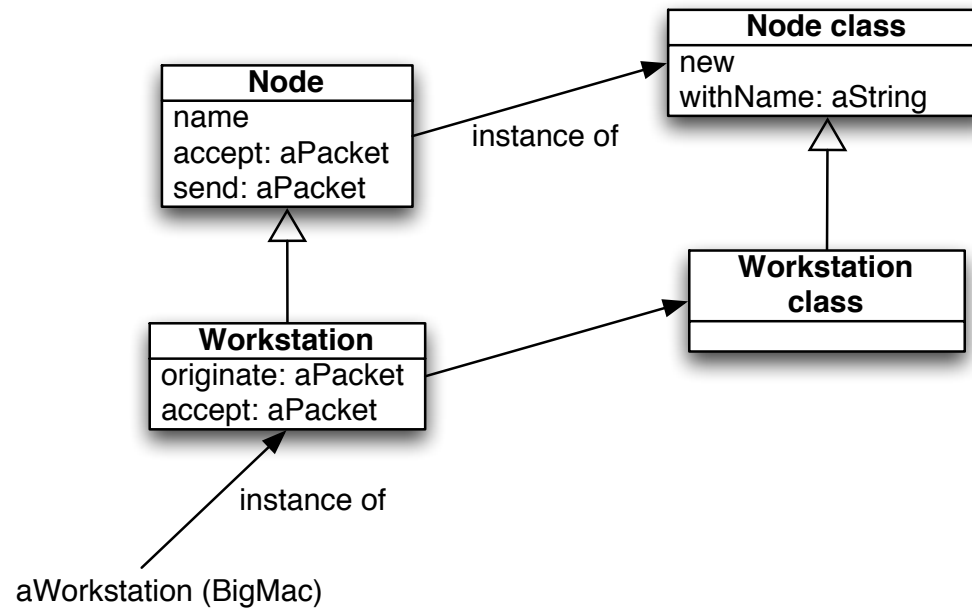 Node class
new
withName: aString
Node
name
accept: aPacket
send: aPacket
instance of
Workstation
class
Workstation
originate: aPacket
accept: aPacket
instance of
aWorkstation (BigMac)